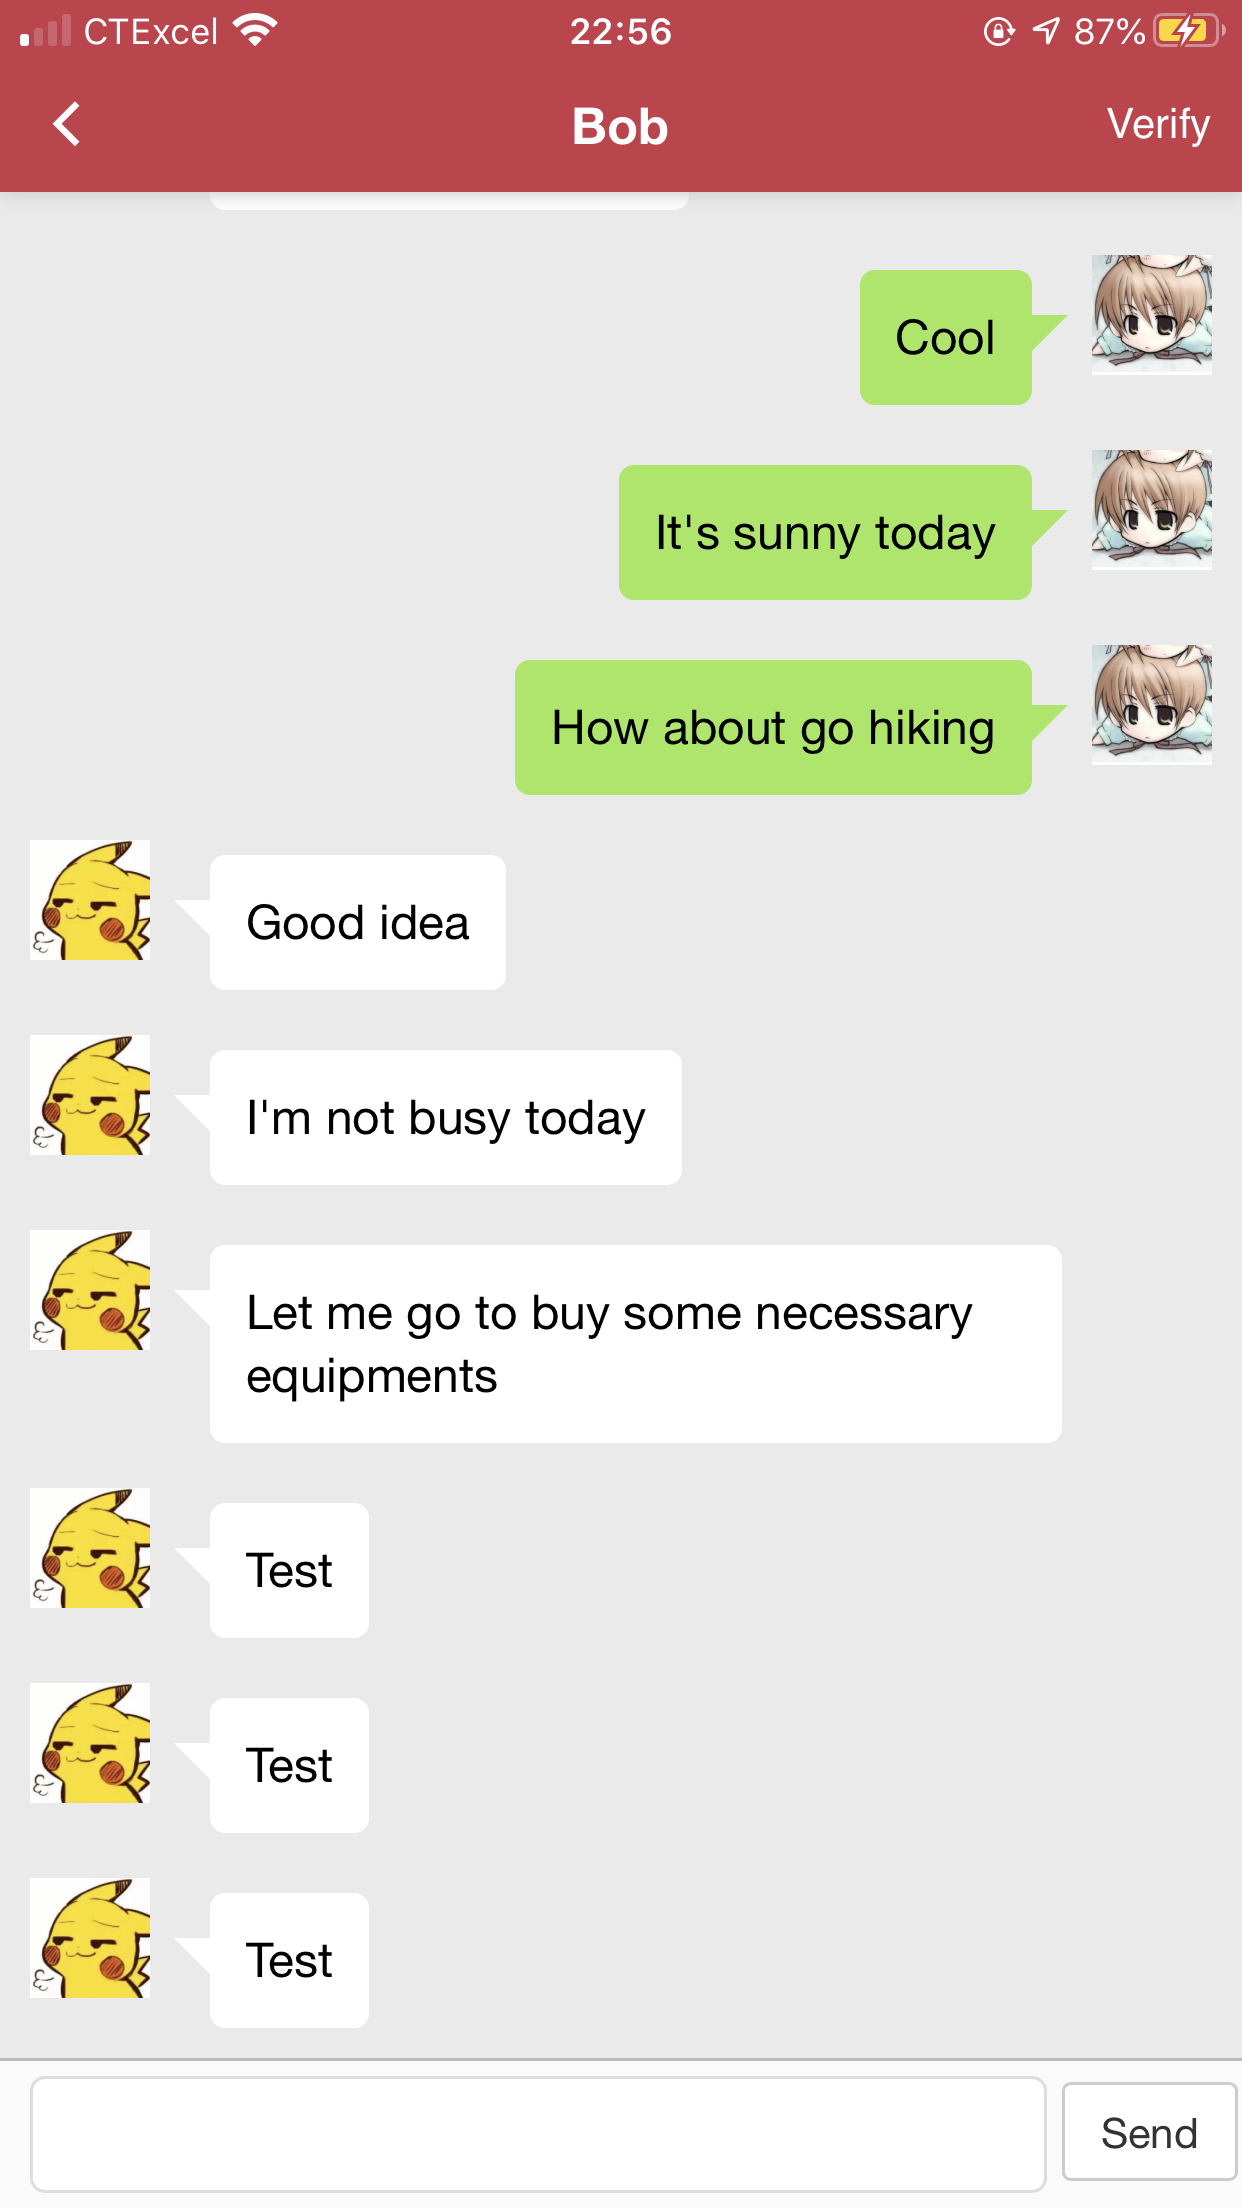 CTExcel 22:56 87%
Bob Verify
Cool
It's sunny today
How about go hiking
Good idea
I'm not busy today
Let me go to buy some necessary
equipments
Test
Test
Test
Send